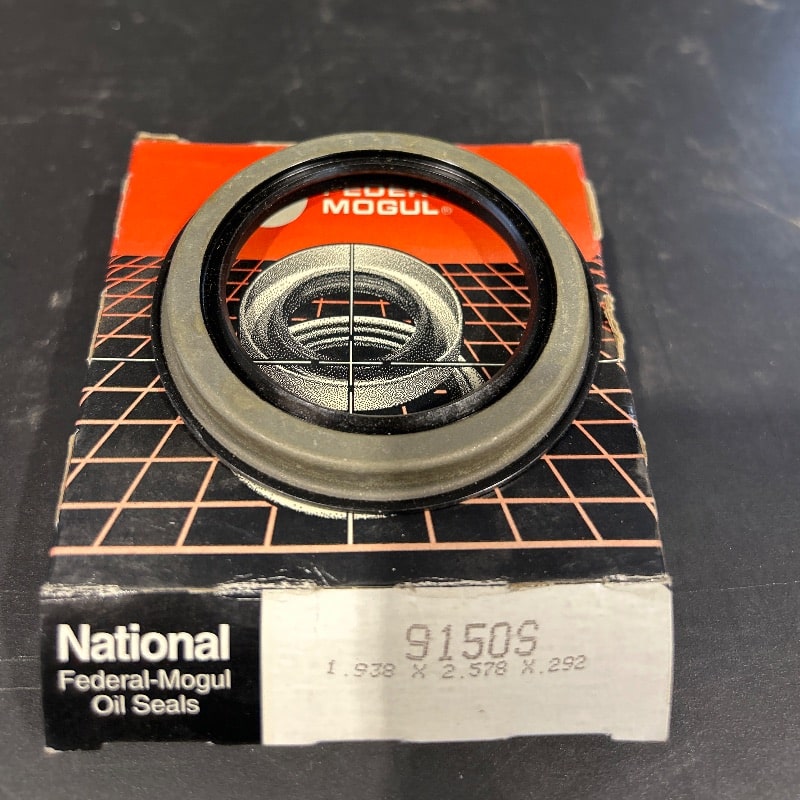 MOGUL®
National
Federal-Mogul
Oil Seals
9150S
1.938 X 2.578 X.292